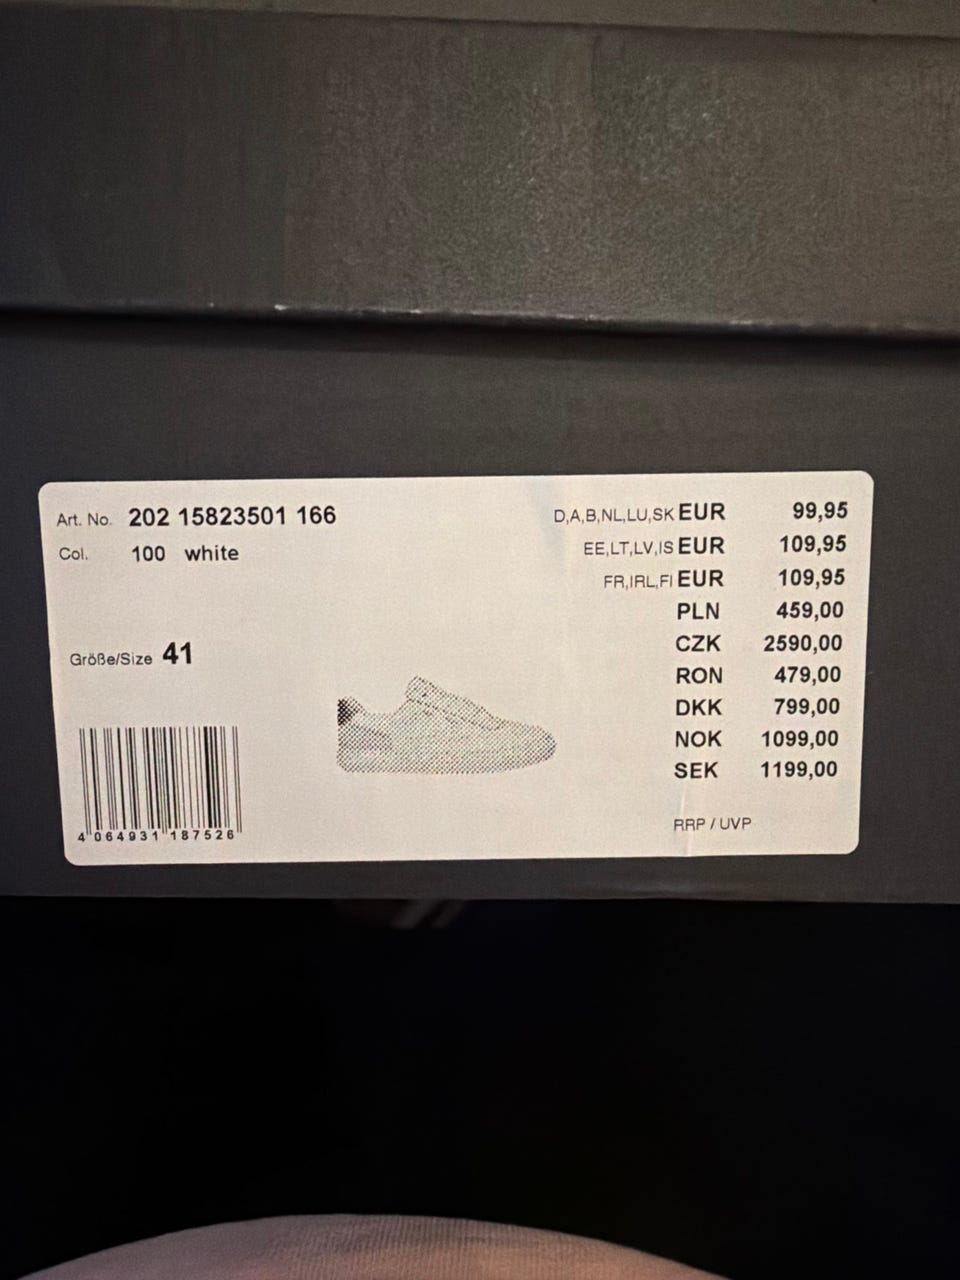 Art. No. 202 15823501 166
Col. 100 white
Größe/Size 41
4 064931 187526
D,A,B,NL,LU,SK EUR 99,95
EE,LT,LV,IS EUR 109,95
FR,IRL,FI EUR 109,95
PLN 459,00
CZK 2590,00
RON 479,00
DKK 799,00
NOK 1099,00
SEK 1199,00
RRP / UVP